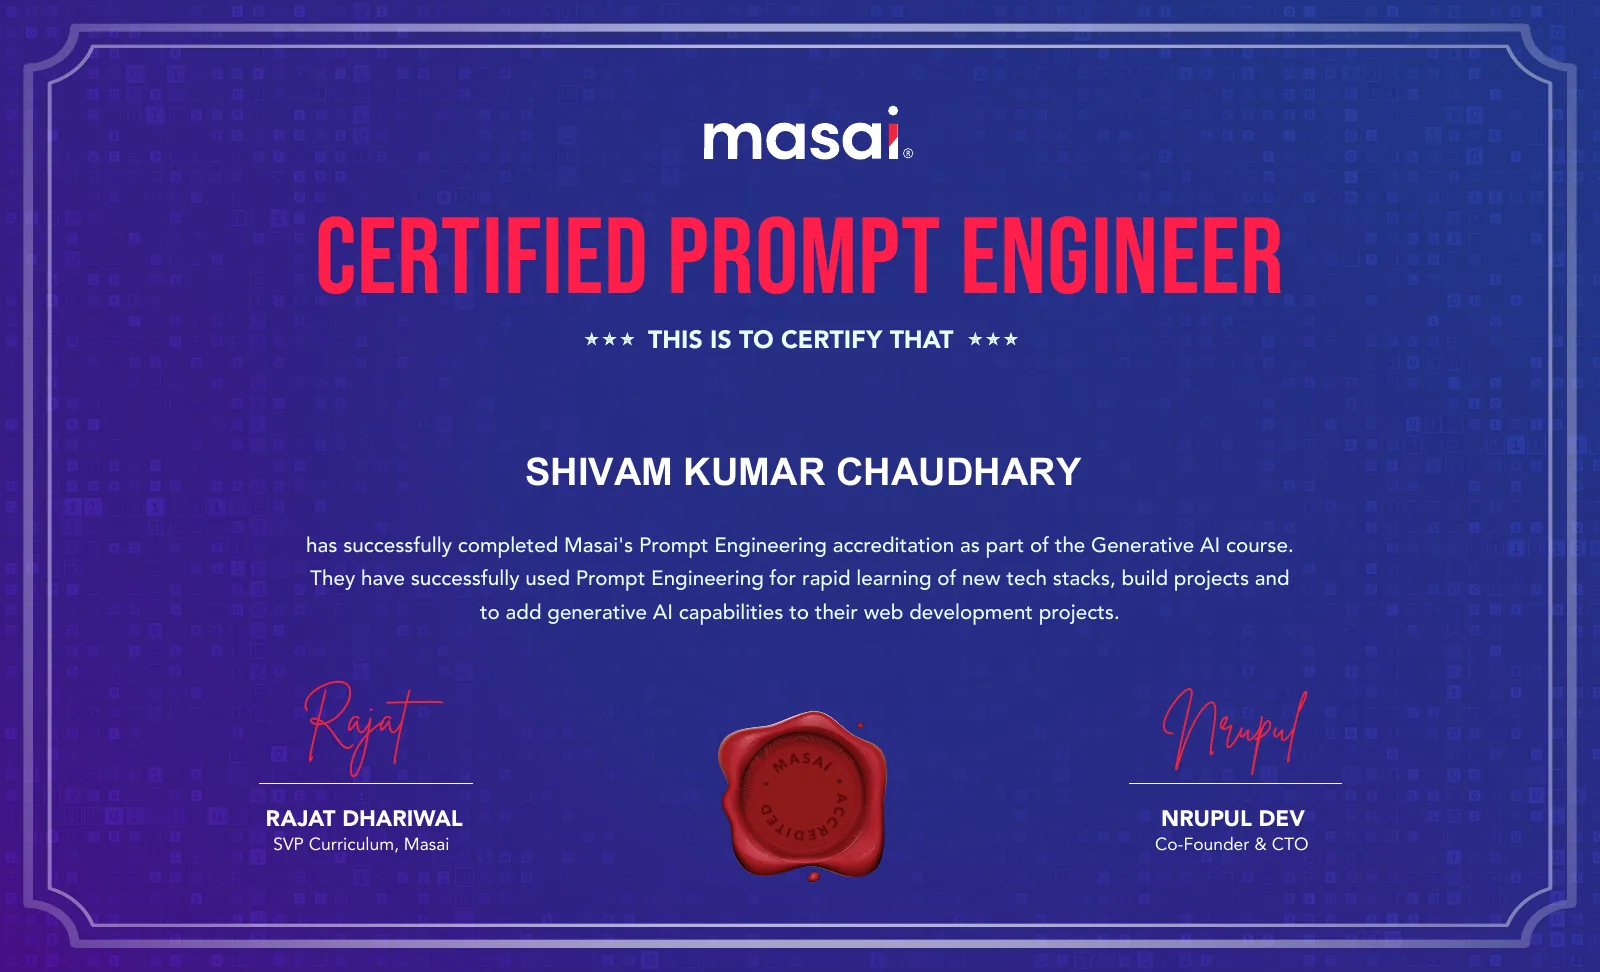 masai®
CERTIFIED PROMPT ENGINEER
★★★ THIS IS TO CERTIFY THAT ★★★
SHIVAM KUMAR CHAUDHARY
has successfully completed Masai's Prompt Engineering accreditation as part of the Generative AI course.
They have successfully used Prompt Engineering for rapid learning of new tech stacks, build projects and
to add generative AI capabilities to their web development projects.
Rajat
Nrupul
MASAI • ACCREDITED •
RAJAT DHARIWAL
SVP Curriculum, Masai
NRUPUL DEV
Co-Founder & CTO